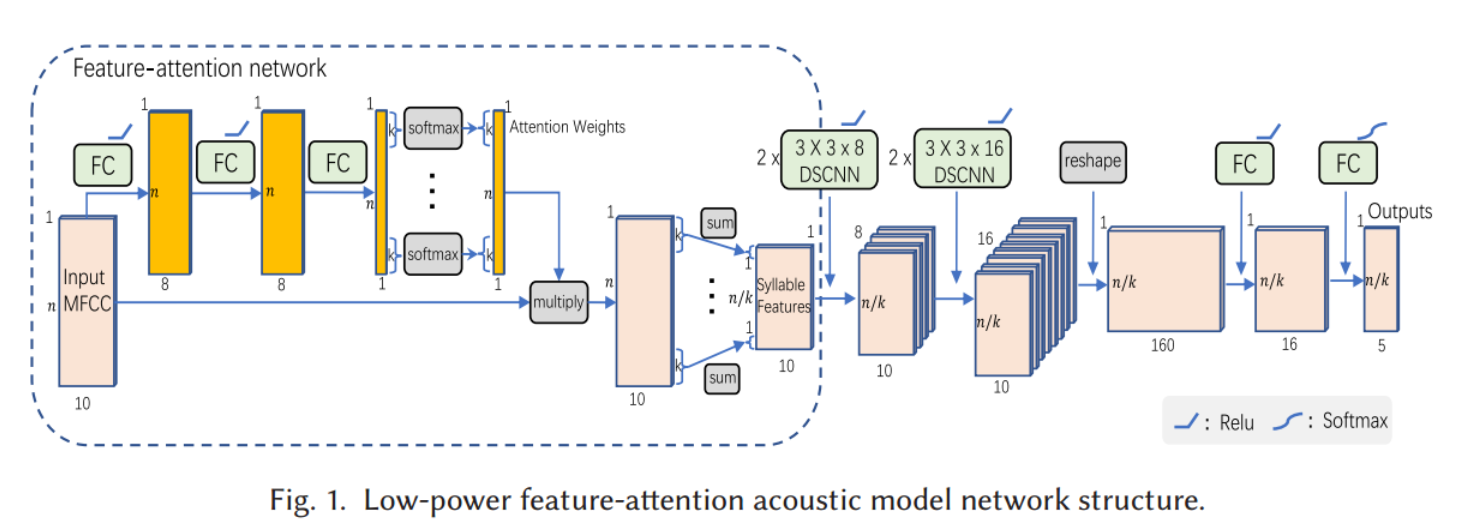 Feature-attention network
1
1
1
1
FC
FC
FC
k
softmax
k
Attention Weights
n
n
n
n
k
softmax
k
8
8
1
1
1
Input
MFCC
n
10
multiply
1
n
10
k
sum
k
sum
1
1
n/k
1
Syllable
Features
10
2 x
3 X 3 x 8
DSCNN
2 x
3 X 3 x 16
DSCNN
reshape
FC
FC
8
n/k
10
16
n/k
10
1
n/k
160
1
n/k
16
1
Outputs
n/k
5
: Relu
: Softmax
Fig. 1. Low-power feature-attention acoustic model network structure.